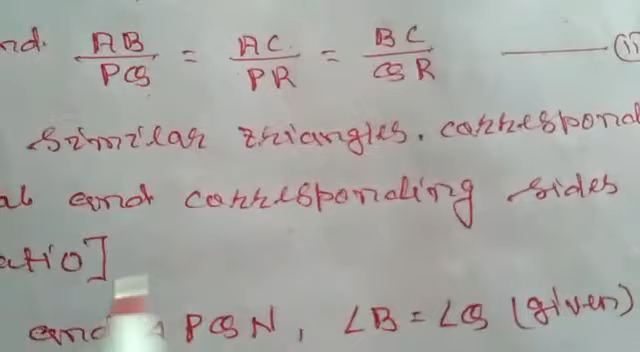 nd. AB/PQ = AC/PR = BC/QR — (ii)
similar triangles. correspond
al and corresponding sides
atio]
and PQN, ∠B = ∠Q (given)